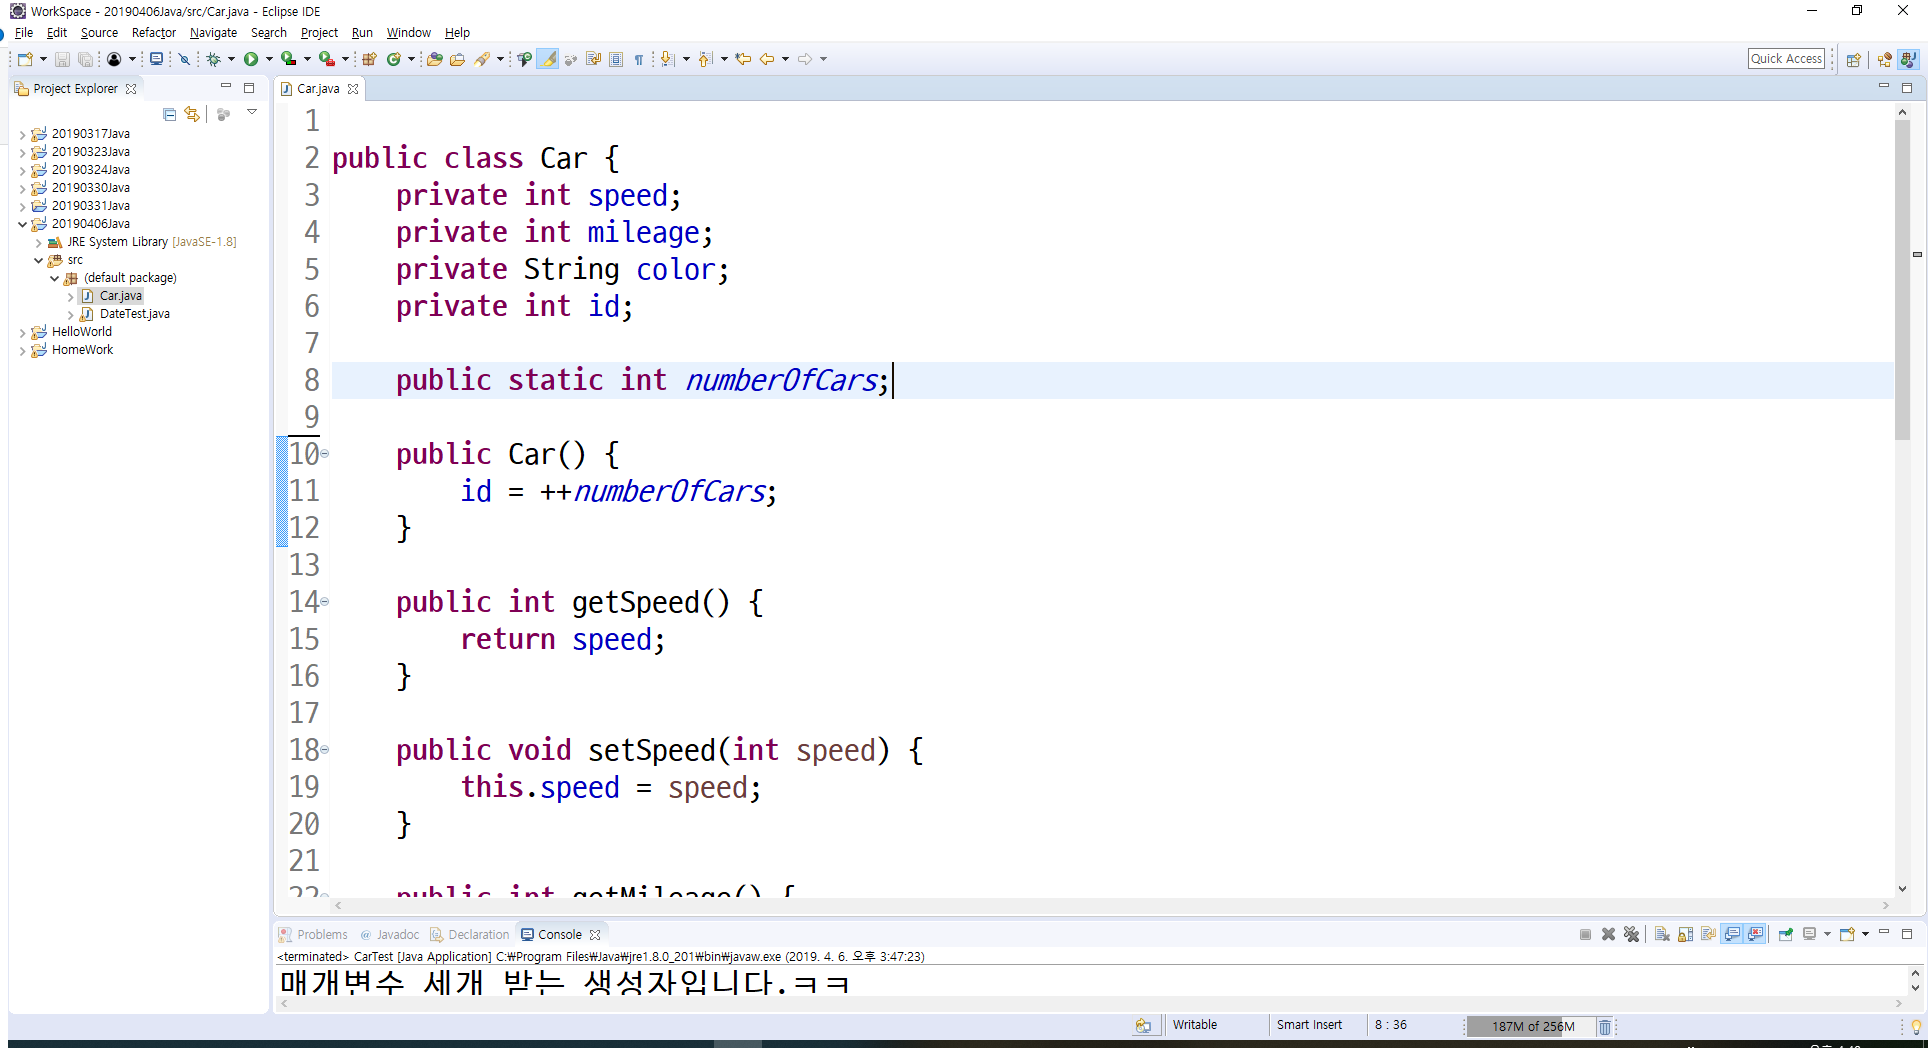 WorkSpace - 20190406Java/src/Car.java - Eclipse IDE
File Edit Source Refactor Navigate Search Project Run Window Help
Quick Access
Project Explorer
20190317Java
20190323Java
20190324Java
20190330Java
20190331Java
20190406Java
JRE System Library [JavaSE-1.8]
src
(default package)
Car.java
DateTest.java
HelloWorld
HomeWork
Car.java
1
2 public class Car {
3 private int speed;
4 private int mileage;
5 private String color;
6 private int id;
7
8 public static int numberOfCars;
9
10 public Car() {
11 id = ++numberOfCars;
12 }
13
14 public int getSpeed() {
15 return speed;
16 }
17
18 public void setSpeed(int speed) {
19 this.speed = speed;
20 }
21
22 public int getMileage() {
Problems @ Javadoc Declaration Console
<terminated> CarTest [Java Application] C:₩Program Files₩Java₩jre1.8.0_201₩bin₩javaw.exe (2019. 4. 6. 오후 3:47:23)
매개변수 세개 받는 생성자입니다.ㅋㅋ
Writable Smart Insert 8 : 36 187M of 256M